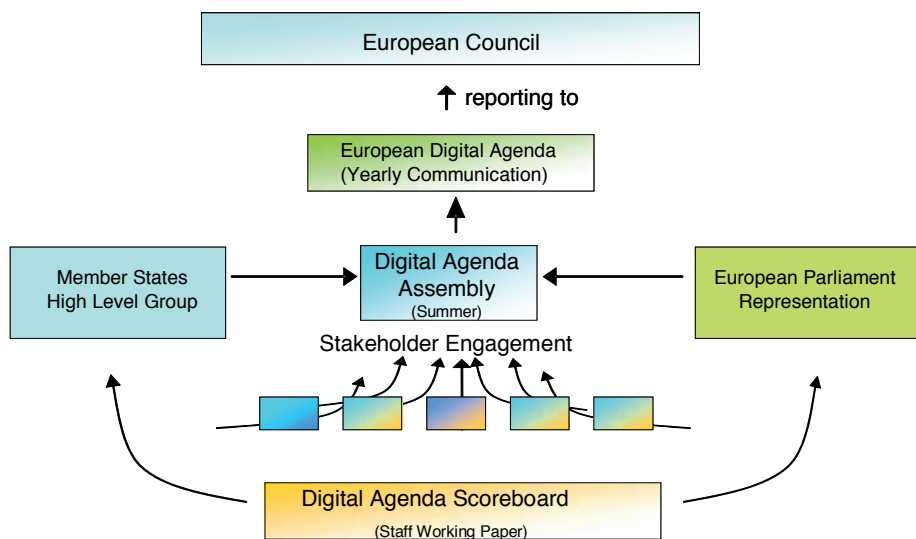 European Council
reporting to
European Digital Agenda
(Yearly Communication)
Member States
High Level Group
Digital Agenda
Assembly
(Summer)
European Parliament
Representation
Stakeholder Engagement
Digital Agenda Scoreboard
(Staff Working Paper)